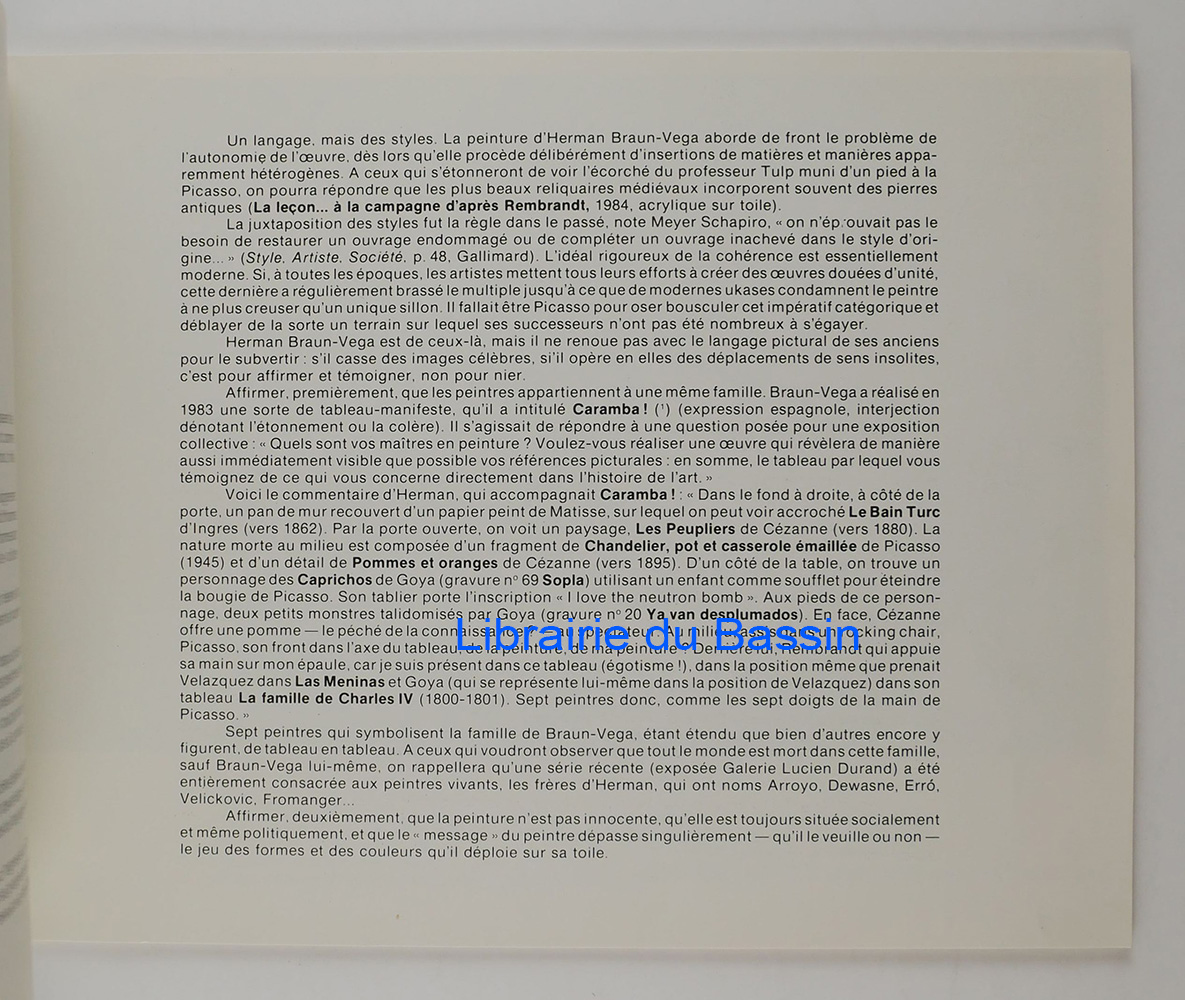 Un langage, mais des styles. La peinture d'Herman Braun-Vega aborde de front le problème de
l'autonomie de l'œuvre, dès lors qu'elle procède délibérément d'insertions de matières et manières appa-
remment hétérogènes. A ceux qui s'étonneront de voir l'écorché du professeur Tulp muni d'un pied à la
Picasso, on pourra répondre que les plus beaux reliquaires médiévaux incorporent souvent des pierres
antiques (La leçon... à la campagne d'après Rembrandt, 1984, acrylique sur toile).
La juxtaposition des styles fut la règle dans le passé, note Meyer Schapiro, « on n'éprouvait pas le
besoin de restaurer un ouvrage endommagé ou de compléter un ouvrage inachevé dans le style d'ori-
gine... » (Style, Artiste, Société, p. 48, Gallimard). L'idéal rigoureux de la cohérence est essentiellement
moderne. Si, à toutes les époques, les artistes mettent tous leurs efforts à créer des œuvres douées d'unité,
cette dernière a régulièrement brassé le multiple jusqu'à ce que de modernes ukases condamnent le peintre
à ne plus creuser qu'un unique sillon. Il fallait être Picasso pour oser bousculer cet impératif catégorique et
déblayer de la sorte un terrain sur lequel ses successeurs n'ont pas été nombreux à s'égayer.
Herman Braun-Vega est de ceux-là, mais il ne renoue pas avec le langage pictural de ses anciens
pour le subvertir : s'il casse des images célèbres, si'il opère en elles des déplacements de sens insolites,
c'est pour affirmer et témoigner, non pour nier.
Affirmer, premièrement, que les peintres appartiennent à une même famille. Braun-Vega a réalisé en
1983 une sorte de tableau-manifeste, qu'il a intitulé Caramba ! (¹) (expression espagnole, interjection
dénotant l'étonnement ou la colère). Il s'agissait de répondre à une question posée pour une exposition
collective : « Quels sont vos maîtres en peinture ? Voulez-vous réaliser une œuvre qui révèlera de manière
aussi immédiatement visible que possible vos références picturales : en somme, le tableau par lequel vous
témoignez de ce qui vous concerne directement dans l'histoire de l'art. »
Voici le commentaire d'Herman, qui accompagnait Caramba ! : « Dans le fond à droite, à côté de la
porte, un pan de mur recouvert d'un papier peint de Matisse, sur lequel on peut voir accroché Le Bain Turc
d'Ingres (vers 1862). Par la porte ouverte, on voit un paysage, Les Peupliers de Cézanne (vers 1880). La
nature morte au milieu est composée d'un fragment de Chandelier, pot et casserole émaillée de Picasso
(1945) et d'un détail de Pommes et oranges de Cézanne (vers 1895). D'un côté de la table, on trouve un
personnage des Caprichos de Goya (gravure n° 69 Sopla) utilisant un enfant comme soufflet pour éteindre
la bougie de Picasso. Son tablier porte l'inscription « I love the neutron bomb ». Aux pieds de ce person-
nage, deux petits monstres talidomisés par Goya (gravure n° 20 Ya van desplumados). En face, Cézanne
offre une pomme — le péché de la connaissance — au spectateur. Au milieu, assis dans un rocking chair,
Picasso, son front dans l'axe du tableau, de la peinture, de ma peinture ? Derrière lui, Rembrandt qui appuie
sa main sur mon épaule, car je suis présent dans ce tableau (égotisme !), dans la position même que prenait
Velazquez dans Las Meninas et Goya (qui se représente lui-même dans la position de Velazquez) dans son
tableau La famille de Charles IV (1800-1801). Sept peintres donc, comme les sept doigts de la main de
Picasso. »
Sept peintres qui symbolisent la famille de Braun-Vega, étant étendu que bien d'autres encore y
figurent, de tableau en tableau. A ceux qui voudront observer que tout le monde est mort dans cette famille,
sauf Braun-Vega lui-même, on rappellera qu'une série récente (exposée Galerie Lucien Durand) a été
entièrement consacrée aux peintres vivants, les frères d'Herman, qui ont noms Arroyo, Dewasne, Erró,
Velickovic, Fromanger...
Affirmer, deuxièmement, que la peinture n'est pas innocente, qu'elle est toujours située socialement
et même politiquement, et que le « message » du peintre dépasse singulièrement — qu'il le veuille ou non —
le jeu des formes et des couleurs qu'il déploie sur sa toile.
Librairie du Bassin